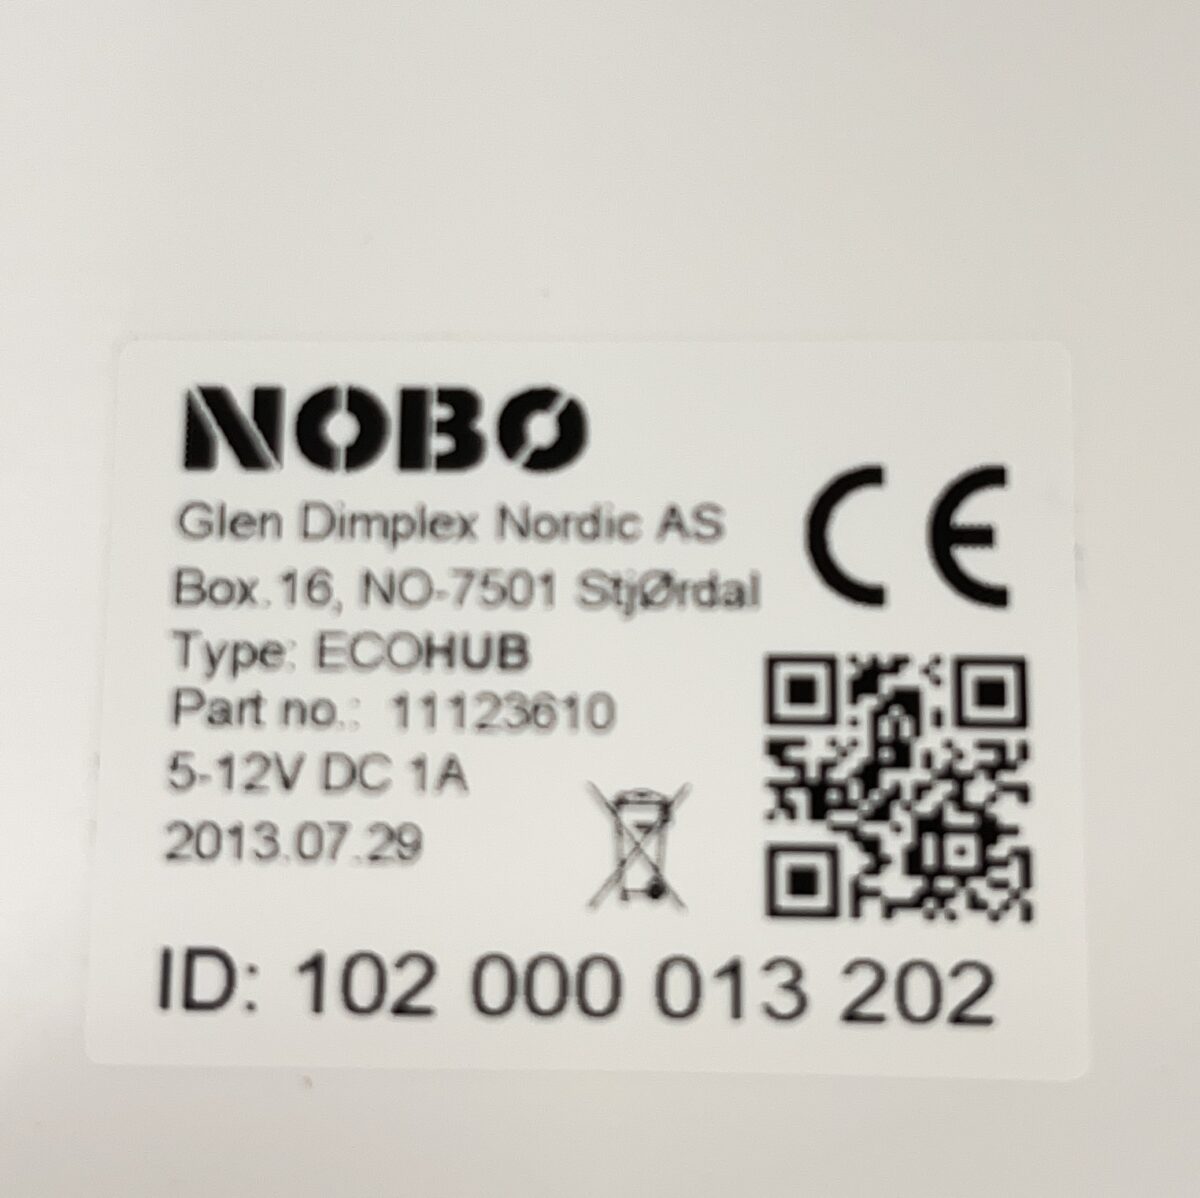 NOBØ
Glen Dimplex Nordic AS
Box.16, NO-7501 StjØrdal
Type: ECOHUB
Part no.: 11123610
5-12V DC 1A
2013.07.29
CE
ID: 102 000 013 202